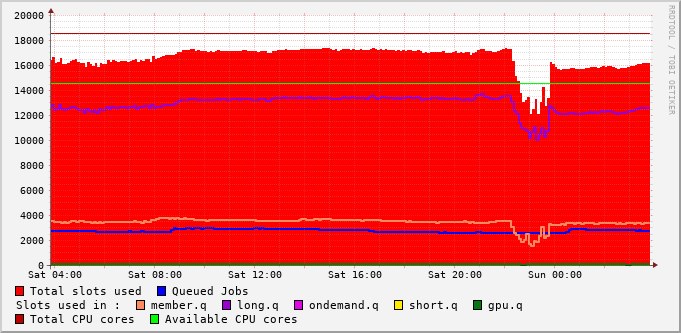 20000
18000
16000
14000
12000
10000
8000
6000
4000
2000
0
Sat 04:00 Sat 08:00 Sat 12:00 Sat 16:00 Sat 20:00 Sun 00:00
RRDTOOL / TOBI OETIKER
Total slots used Queued Jobs
Slots used in : member.q long.q ondemand.q short.q gpu.q
Total CPU cores Available CPU cores